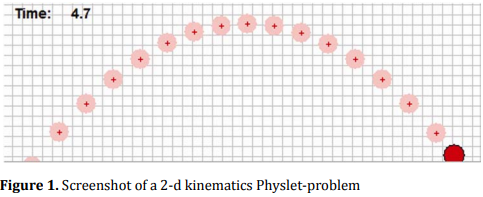 Time: 4.7
Figure 1. Screenshot of a 2-d kinematics Physlet-problem